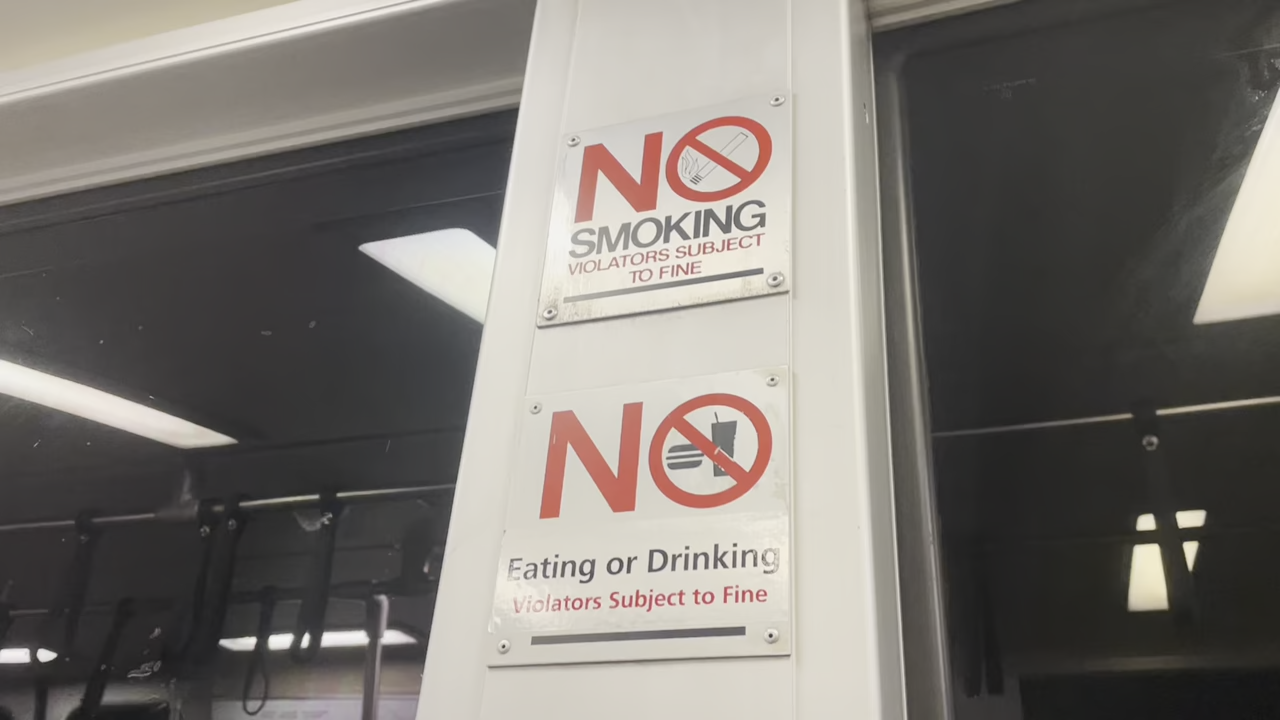 NO
SMOKING
VIOLATORS SUBJECT
TO FINE
NO
Eating or Drinking
Violators Subject to Fine